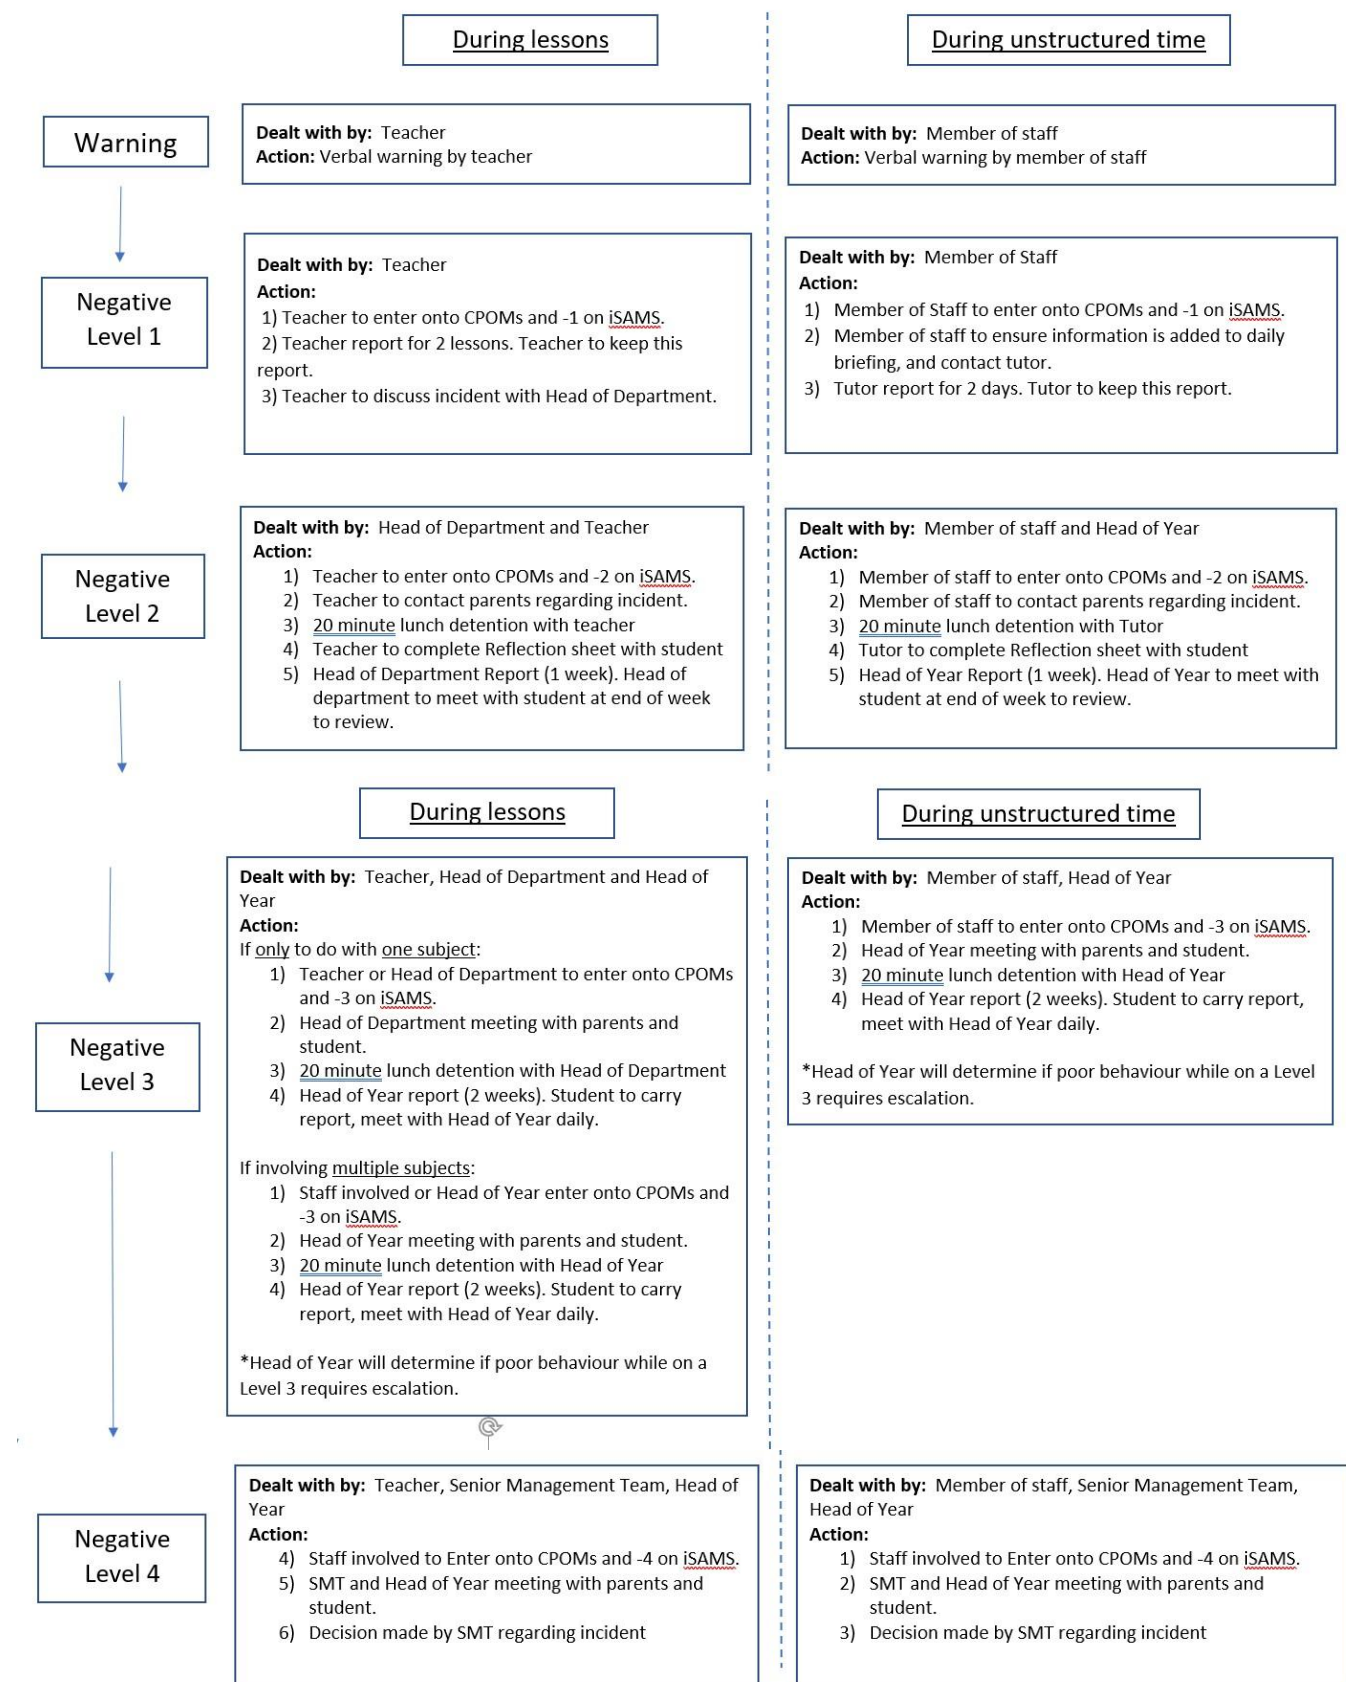 During lessons
During unstructured time
Warning
Dealt with by: Teacher
Action: Verbal warning by teacher
Dealt with by: Member of staff
Action: Verbal warning by member of staff
Negative
Level 1
Dealt with by: Teacher
Action:
1) Teacher to enter onto CPOMs and -1 on iSAMS.
2) Teacher report for 2 lessons. Teacher to keep this
report.
3) Teacher to discuss incident with Head of Department.
Dealt with by: Member of Staff
Action:
1) Member of Staff to enter onto CPOMs and -1 on iSAMS.
2) Member of staff to ensure information is added to daily
briefing, and contact tutor.
3) Tutor report for 2 days. Tutor to keep this report.
Negative
Level 2
Dealt with by: Head of Department and Teacher
Action:
1) Teacher to enter onto CPOMs and -2 on iSAMS.
2) Teacher to contact parents regarding incident.
3) 20 minute lunch detention with teacher
4) Teacher to complete Reflection sheet with student
5) Head of Department Report (1 week). Head of
department to meet with student at end of week
to review.
Dealt with by: Member of staff and Head of Year
Action:
1) Member of staff to enter onto CPOMs and -2 on iSAMS.
2) Member of staff to contact parents regarding incident.
3) 20 minute lunch detention with Tutor
4) Tutor to complete Reflection sheet with student
5) Head of Year Report (1 week). Head of Year to meet with
student at end of week to review.
During lessons
During unstructured time
Negative
Level 3
Dealt with by: Teacher, Head of Department and Head of
Year
Action:
If only to do with one subject:
1) Teacher or Head of Department to enter onto CPOMs
and -3 on iSAMS.
2) Head of Department meeting with parents and
student.
3) 20 minute lunch detention with Head of Department
4) Head of Year report (2 weeks). Student to carry
report, meet with Head of Year daily.
If involving multiple subjects:
1) Staff involved or Head of Year enter onto CPOMs and
-3 on iSAMS.
2) Head of Year meeting with parents and student.
3) 20 minute lunch detention with Head of Year
4) Head of Year report (2 weeks). Student to carry
report, meet with Head of Year daily.
*Head of Year will determine if poor behaviour while on a
Level 3 requires escalation.
Dealt with by: Member of staff, Head of Year
Action:
1) Member of staff to enter onto CPOMs and -3 on iSAMS.
2) Head of Year meeting with parents and student.
3) 20 minute lunch detention with Head of Year
4) Head of Year report (2 weeks). Student to carry report,
meet with Head of Year daily.
*Head of Year will determine if poor behaviour while on a Level
3 requires escalation.
Negative
Level 4
Dealt with by: Teacher, Senior Management Team, Head of
Year
Action:
4) Staff involved to Enter onto CPOMs and -4 on iSAMS.
5) SMT and Head of Year meeting with parents and
student.
6) Decision made by SMT regarding incident
Dealt with by: Member of staff, Senior Management Team,
Head of Year
Action:
1) Staff involved to Enter onto CPOMs and -4 on iSAMS.
2) SMT and Head of Year meeting with parents and
student.
3) Decision made by SMT regarding incident